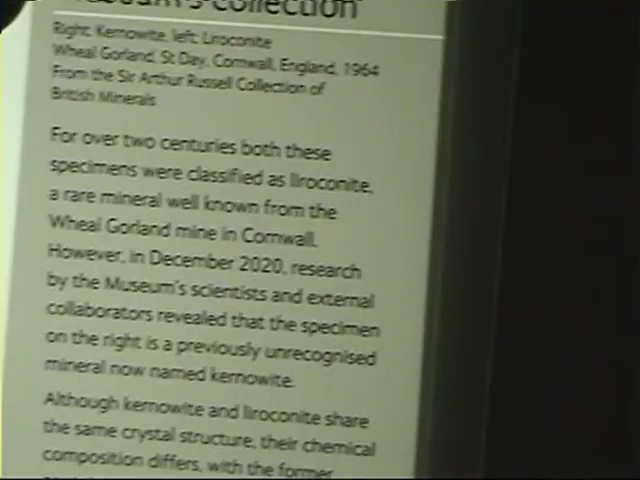 Museum's collection
Right: Kernowite, left: Liroconite
Wheal Gorland, St Day, Cornwall, England, 1964
From the Sir Arthur Russell Collection of
British Minerals
For over two centuries both these
specimens were classified as liroconite,
a rare mineral well known from the
Wheal Gorland mine in Cornwall.
However, in December 2020, research
by the Museum's scientists and external
collaborators revealed that the specimen
on the right is a previously unrecognised
mineral now named kernowite.
Although kernowite and liroconite share
the same crystal structure, their chemical
composition differs, with the former